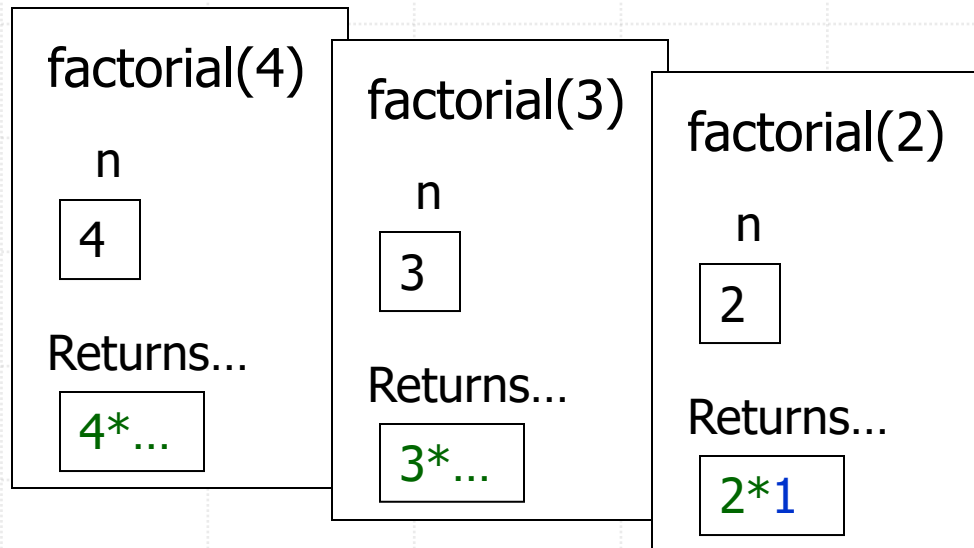 factorial(4)
n
4
Returns…
4*…
factorial(3)
n
3
Returns…
3*…
factorial(2)
n
2
Returns…
2*1